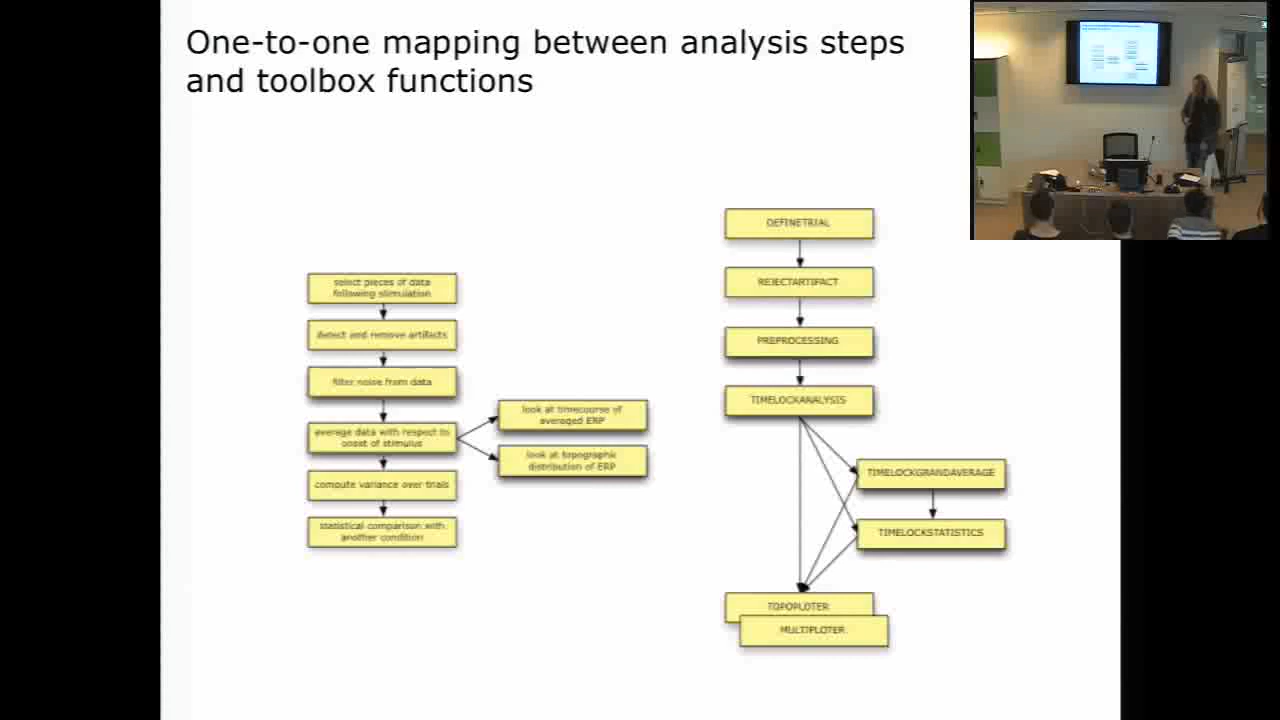 One-to-one mapping between analysis steps
and toolbox functions
select pieces of data
following stimulation
detect and remove artifacts
filter noise from data
average data with respect to
onset of stimulus
compute variance over trials
statistical comparison with
another condition
look at timecourse of
averaged ERP
look at topographic
distribution of ERP
DEFINETRIAL
REJECTARTIFACT
PREPROCESSING
TIMELOCKANALYSIS
TIMELOCKGRANDAVERAGE
TIMELOCKSTATISTICS
TOPOPLOTER
MULTIPLOTER